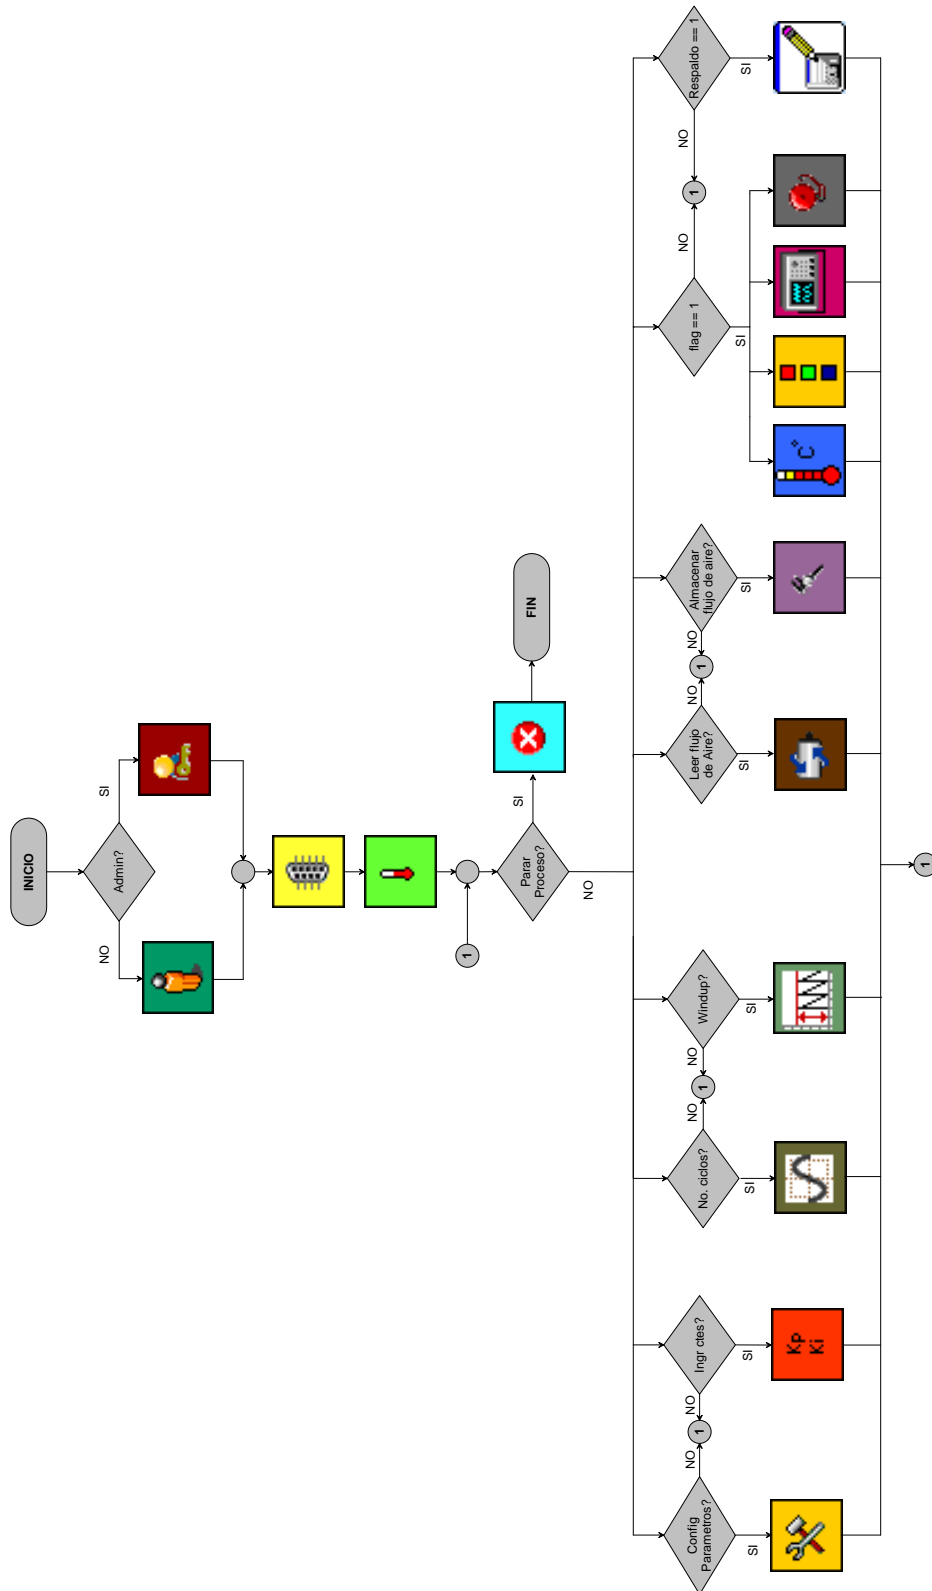 INICIO
Admin?
NO
SI
1
Parar
Proceso?
SI
FIN
NO
Config
Parametros?
NO
SI
1
Ingr ctes?
NO
SI
Kp
Ki
No. ciclos?
NO
SI
1
Windup?
NO
SI
Leer flujo
de Aire?
NO
SI
1
Almacenar
flujo de aire?
NO
SI
flag == 1
NO
SI
°C
1
Respaldo == 1
NO
SI
1